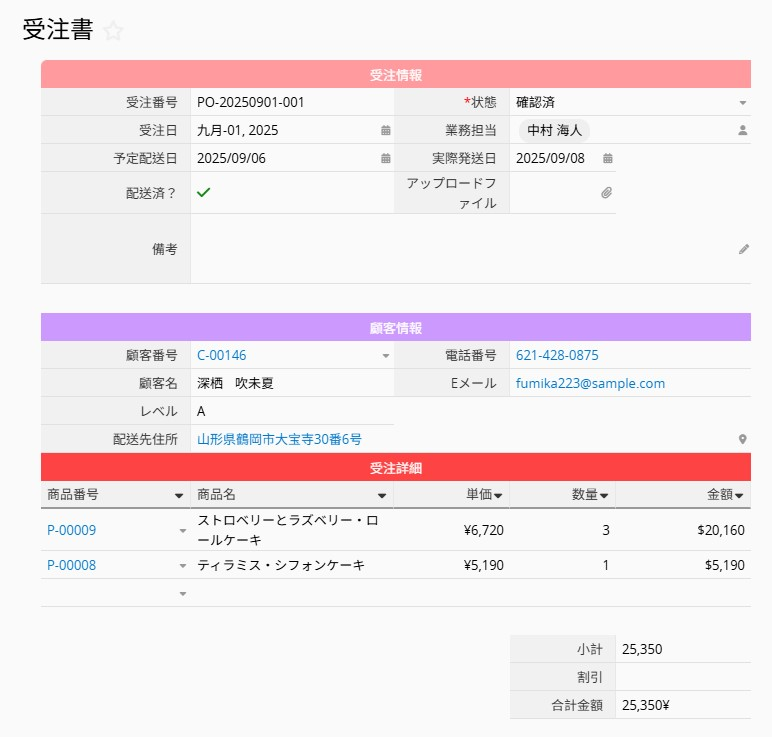 受注書
受注情報
受注番号 PO-20250901-001 *状態 確認済
受注日 九月-01, 2025 業務担当 中村 海人
予定配送日 2025/09/06 実際発送日 2025/09/08
配送済？ アップロードフ
ァイル
備考
顧客情報
顧客番号 C-00146 電話番号 621-428-0875
顧客名 深栖　吹未夏 Eメール fumika223@sample.com
レベル A
配送先住所 山形県鶴岡市大宝寺30番6号
受注詳細
商品番号 商品名 単価 数量 金額
P-00009 ストロベリーとラズベリー・ロ
ールケーキ ¥6,720 3 $20,160
P-00008 ティラミス・シフォンケーキ ¥5,190 1 $5,190
小計 25,350
割引
合計金額 25,350¥